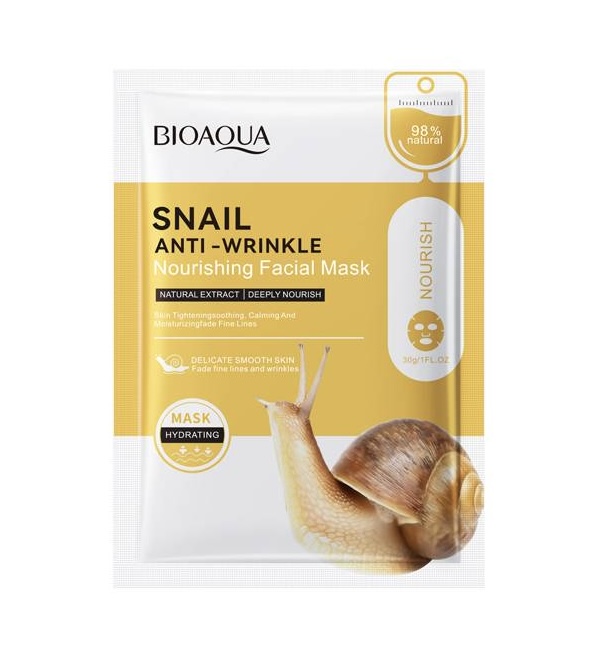 BIOAQUA
98%
natural
SNAIL
ANTI -WRINKLE
Nourishing Facial Mask
NATURAL EXTRACT | DEEPLY NOURISH
Skin Tighteningsoothing, Calming And
Moisturizingfade Fine Lines
DELICATE SMOOTH SKIN
Fade fine lines and wrinkles
MASK
HYDRATING
NOURISH
30g/1FL.OZ